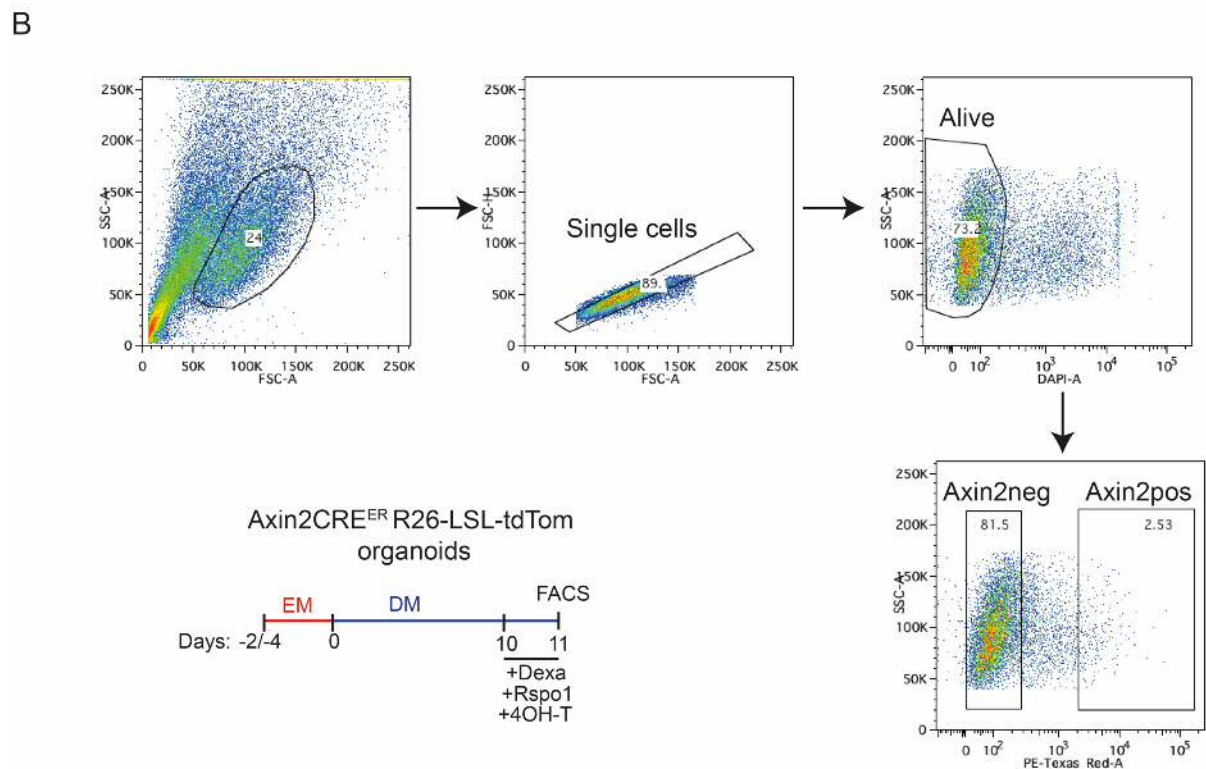 B
250K
200K
150K
100K
50K
0
SSC-A
24
0 50K 100K 150K 200K 250K
FSC-A
250K
200K
150K
100K
50K
0
FSC-H
Single cells
89.
0 50K 100K 150K 200K 250K
FSC-A
250K
200K
150K
100K
50K
0
SSC-A
Alive
73.2
0 10² 10³ 10⁴ 10⁵
DAPI-A
Axin2CREᴱᴿ R26-LSL-tdTom
organoids
FACS
EM DM
Days: -2/-4 0 10 11
+Dexa
+Rspo1
+4OH-T
250K
200K
150K
100K
50K
0
SSC-A
Axin2neg Axin2pos
81.5 2.53
0 10² 10³ 10⁴ 10⁵
PE-Texas Red-A